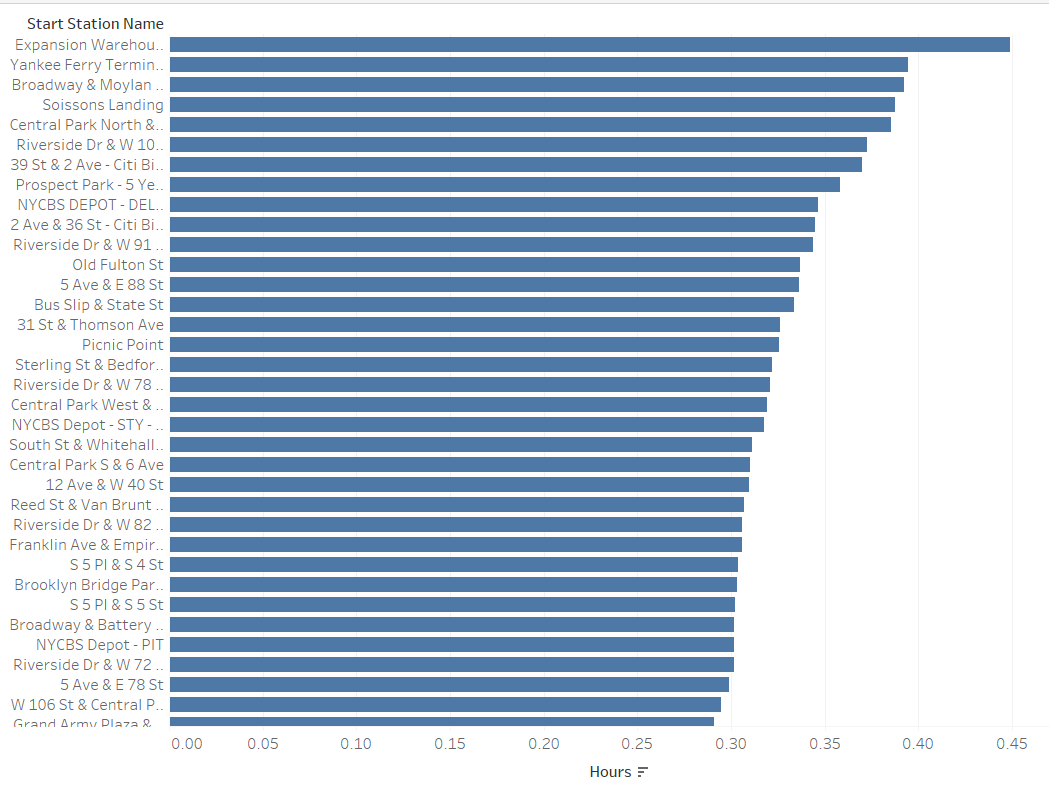 Start Station Name
Expansion Warehou..
Yankee Ferry Termin..
Broadway & Moylan ..
Soissons Landing
Central Park North &..
Riverside Dr & W 10..
39 St & 2 Ave - Citi Bi..
Prospect Park - 5 Ye..
NYCBS DEPOT - DEL..
2 Ave & 36 St - Citi Bi..
Riverside Dr & W 91 ..
Old Fulton St
5 Ave & E 88 St
Bus Slip & State St
31 St & Thomson Ave
Picnic Point
Sterling St & Bedfor..
Riverside Dr & W 78 ..
Central Park West & ..
NYCBS Depot - STY - ..
South St & Whitehall..
Central Park S & 6 Ave
12 Ave & W 40 St
Reed St & Van Brunt ..
Riverside Dr & W 82 ..
Franklin Ave & Empir..
S 5 Pl & S 4 St
Brooklyn Bridge Par..
S 5 Pl & S 5 St
Broadway & Battery ..
NYCBS Depot - PIT
Riverside Dr & W 72 ..
5 Ave & E 78 St
W 106 St & Central P..
Grand Army Plaza & ..
0.00 0.05 0.10 0.15 0.20 0.25 0.30 0.35 0.40 0.45
Hours